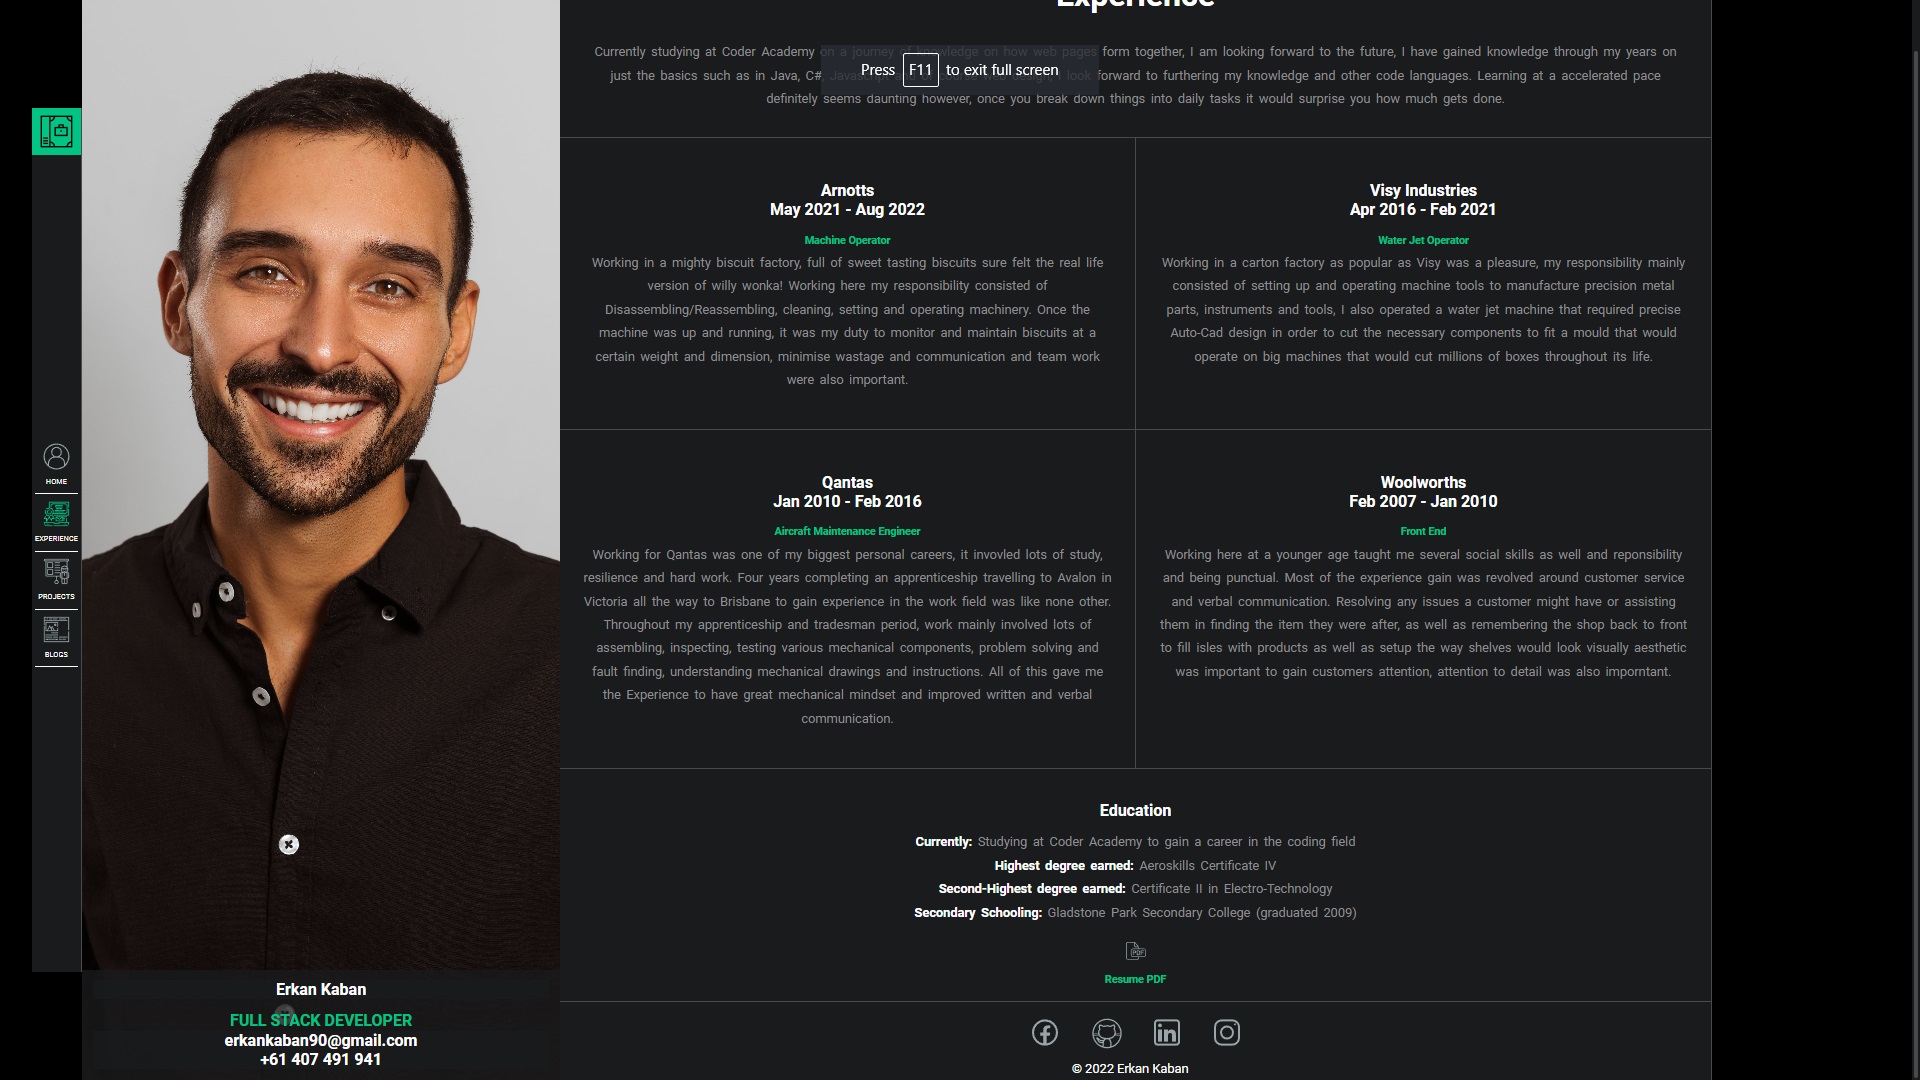 Experience
Currently studying at Coder Academy on a journey of knowledge on how web pages form together, I am looking forward to the future, I have gained knowledge through my years on
just the basics such as in Java, C#, look forward to furthering my knowledge and other code languages. Learning at a accelerated pace
definitely seems daunting however, once you break down things into daily tasks it would surprise you how much gets done.
Press F11 to exit full screen
Arnotts
May 2021 - Aug 2022
Machine Operator
Working in a mighty biscuit factory, full of sweet tasting biscuits sure felt the real life
version of willy wonka! Working here my responsibility consisted of
Disassembling/Reassembling, cleaning, setting and operating machinery. Once the
machine was up and running, it was my duty to monitor and maintain biscuits at a
certain weight and dimension, minimise wastage and communication and team work
were also important.
Visy Industries
Apr 2016 - Feb 2021
Water Jet Operator
Working in a carton factory as popular as Visy was a pleasure, my responsibility mainly
consisted of setting up and operating machine tools to manufacture precision metal
parts, instruments and tools, I also operated a water jet machine that required precise
Auto-Cad design in order to cut the necessary components to fit a mould that would
operate on big machines that would cut millions of boxes throughout its life.
HOME
EXPERIENCE
PROJECTS
BLOGS
Qantas
Jan 2010 - Feb 2016
Aircraft Maintenance Engineer
Working for Qantas was one of my biggest personal careers, it invovled lots of study,
resilience and hard work. Four years completing an apprenticeship travelling to Avalon in
Victoria all the way to Brisbane to gain experience in the work field was like none other.
Throughout my apprenticeship and tradesman period, work mainly involved lots of
assembling, inspecting, testing various mechanical components, problem solving and
fault finding, understanding mechanical drawings and instructions. All of this gave me
the Experience to have great mechanical mindset and improved written and verbal
communication.
Woolworths
Feb 2007 - Jan 2010
Front End
Working here at a younger age taught me several social skills as well and reponsibility
and being punctual. Most of the experience gain was revolved around customer service
and verbal communication. Resolving any issues a customer might have or assisting
them in finding the item they were after, as well as remembering the shop back to front
to fill isles with products as well as setup the way shelves would look visually aesthetic
was important to gain customers attention, attention to detail was also impomtant.
Education
Currently: Studying at Coder Academy to gain a career in the coding field
Highest degree earned: Aeroskills Certificate IV
Second-Highest degree earned: Certificate II in Electro-Technology
Secondary Schooling: Gladstone Park Secondary College (graduated 2009)
PDF
Resume PDF
Erkan Kaban
FULL STACK DEVELOPER
erkankaban90@gmail.com
+61 407 491 941
© 2022 Erkan Kaban